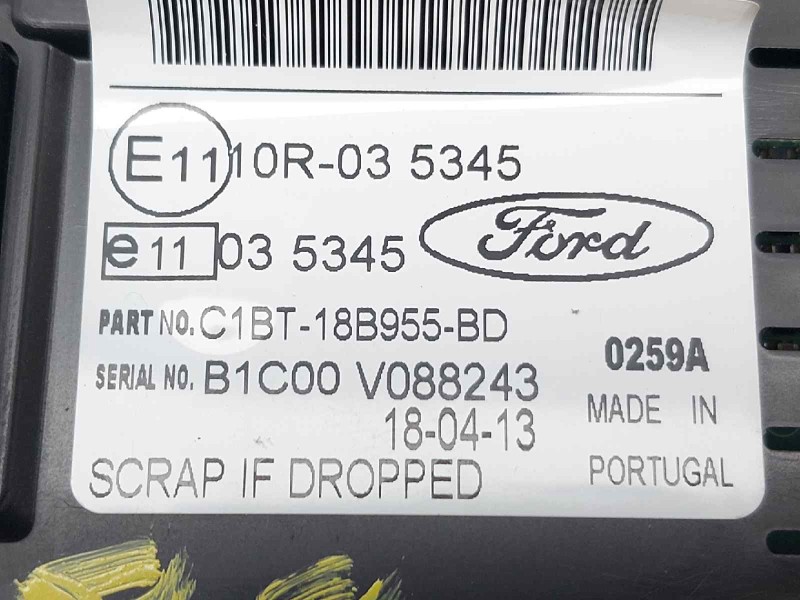 E11 10R-03 5345
e11 03 5345
Ford
PART NO. C1BT-18B955-BD
SERIAL NO. B1C00 V088243
0259A
18-04-13
MADE IN
PORTUGAL
SCRAP IF DROPPED